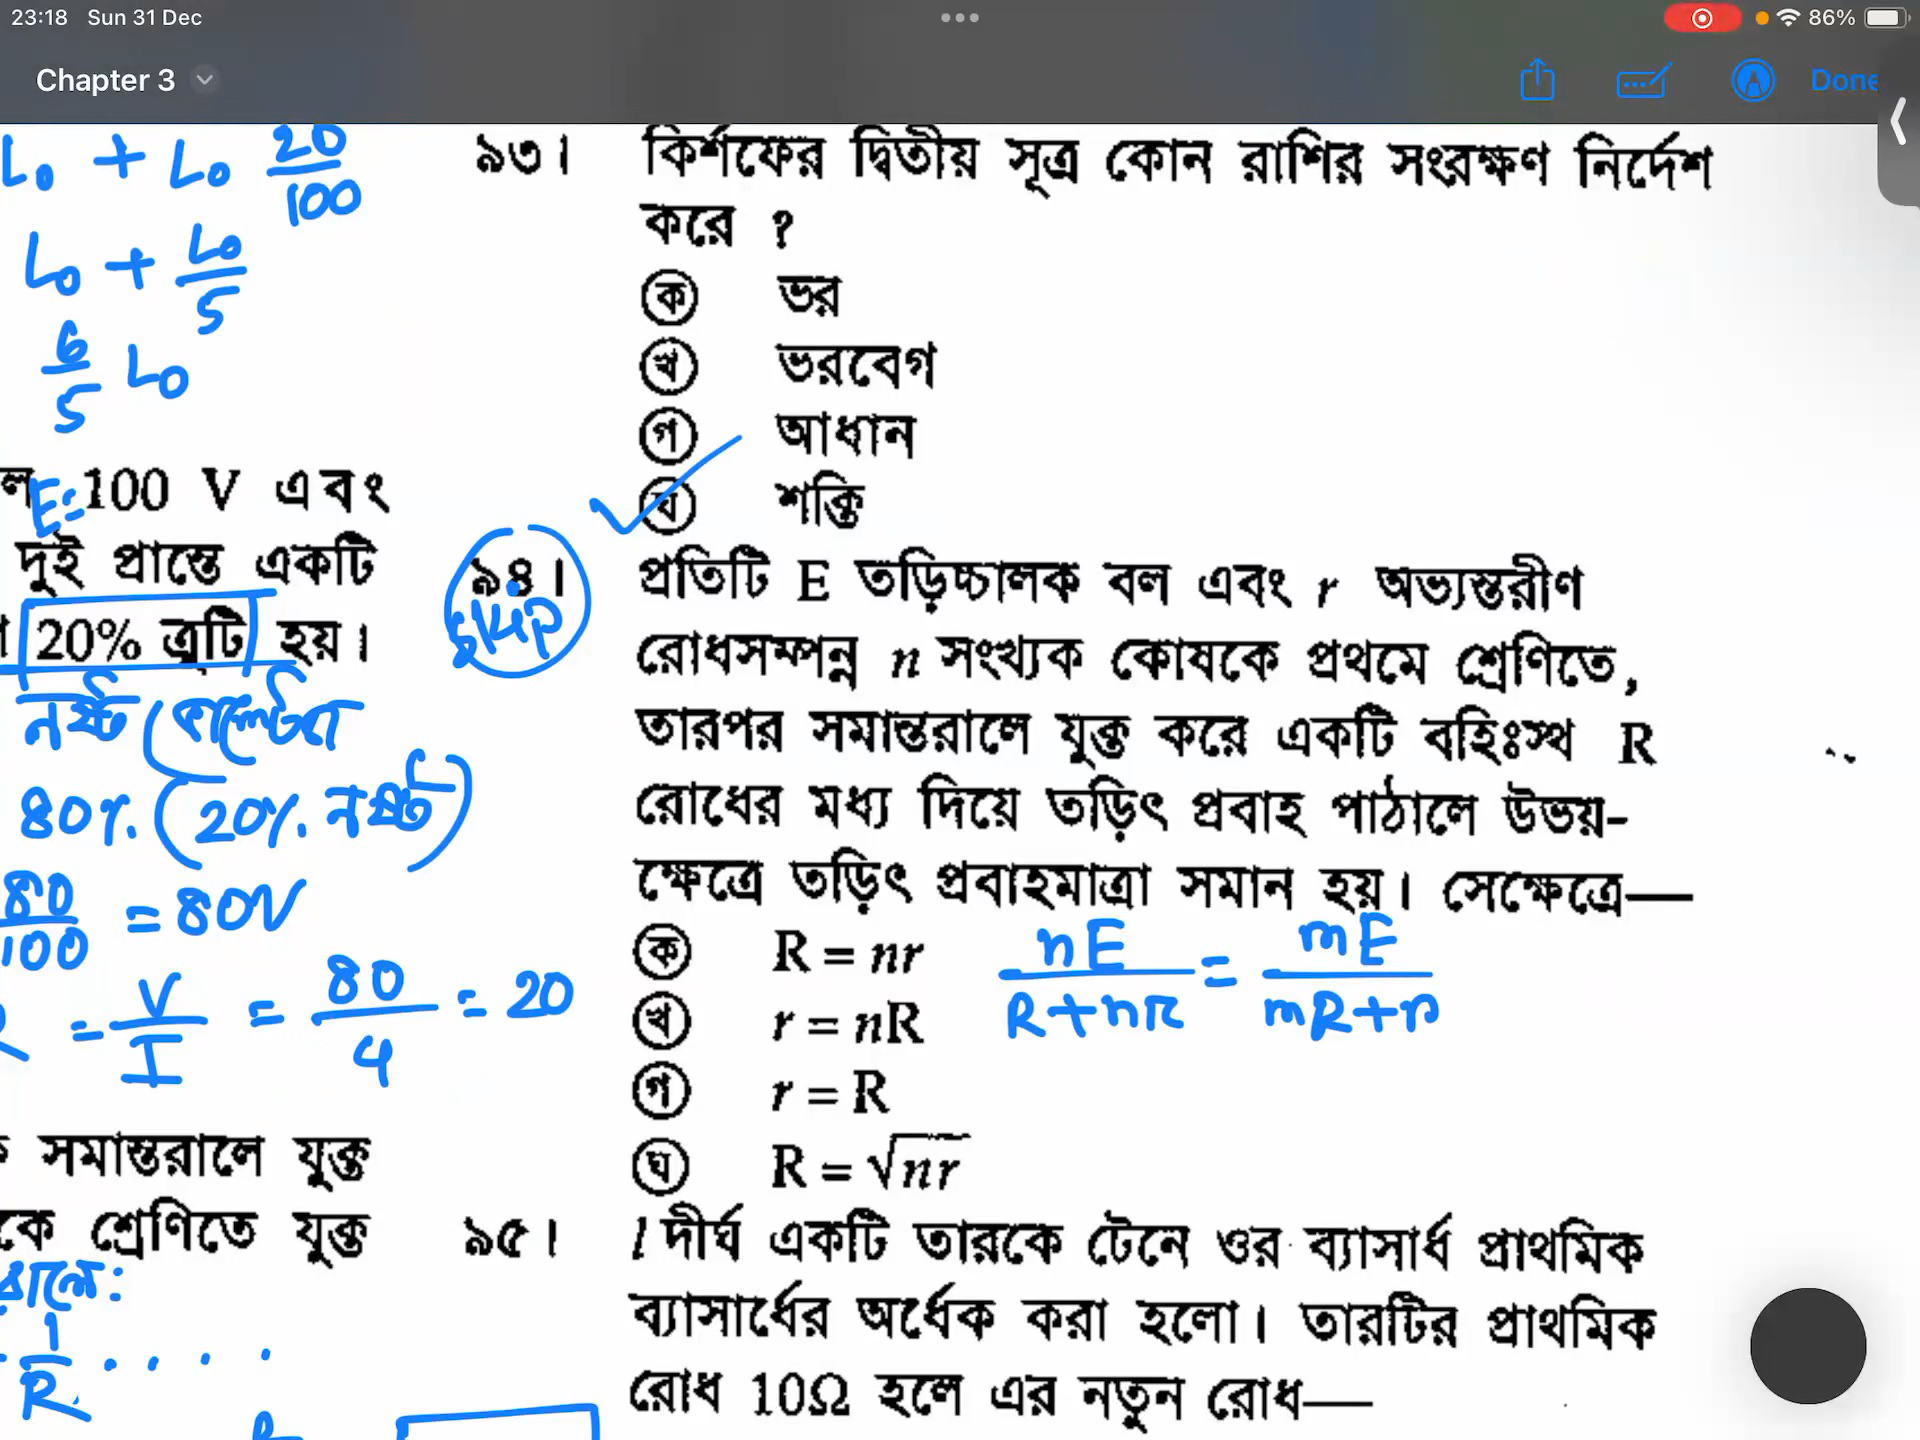 23:18 Sun 31 Dec
86%
Chapter 3
Done
L₀ + L₀ 20/100
L₀ + L₀/5
6/5 L₀
E= 100 V এবং
দুই প্রান্তে একটি
20% ত্রুটি হয়।
নষ্ট
80%. (20%. নষ্ট)
80/100 = 80V
= V/I = 80/4 = 20
সমান্তরালে যুক্ত
কে শ্রেণিতে যুক্ত
রালে:
1/R . . . .
৯৩। কির্শফের দ্বিতীয় সূত্র কোন রাশির সংরক্ষণ নির্দেশ
করে ?
ক ভর
খ ভরবেগ
গ আধান
ঘ শক্তি
৯৪। প্রতিটি E তড়িচ্চালক বল এবং r অভ্যন্তরীণ
skip
রোধসম্পন্ন n সংখ্যক কোষকে প্রথমে শ্রেণিতে,
তারপর সমান্তরালে যুক্ত করে একটি বহিঃস্থ R
রোধের মধ্য দিয়ে তড়িৎ প্রবাহ পাঠালে উভয়-
ক্ষেত্রে তড়িৎ প্রবাহমাত্রা সমান হয়। সেক্ষেত্রে—
ক R = nr
খ r = nR
গ r = R
ঘ R = √nr
nE/R+nr = mE/mR+r
৯৫। l দীর্ঘ একটি তারকে টেনে ওর ব্যাসার্ধ প্রাথমিক
ব্যাসার্ধের অর্ধেক করা হলো। তারটির প্রাথমিক
রোধ 10Ω হলে এর নতুন রোধ—